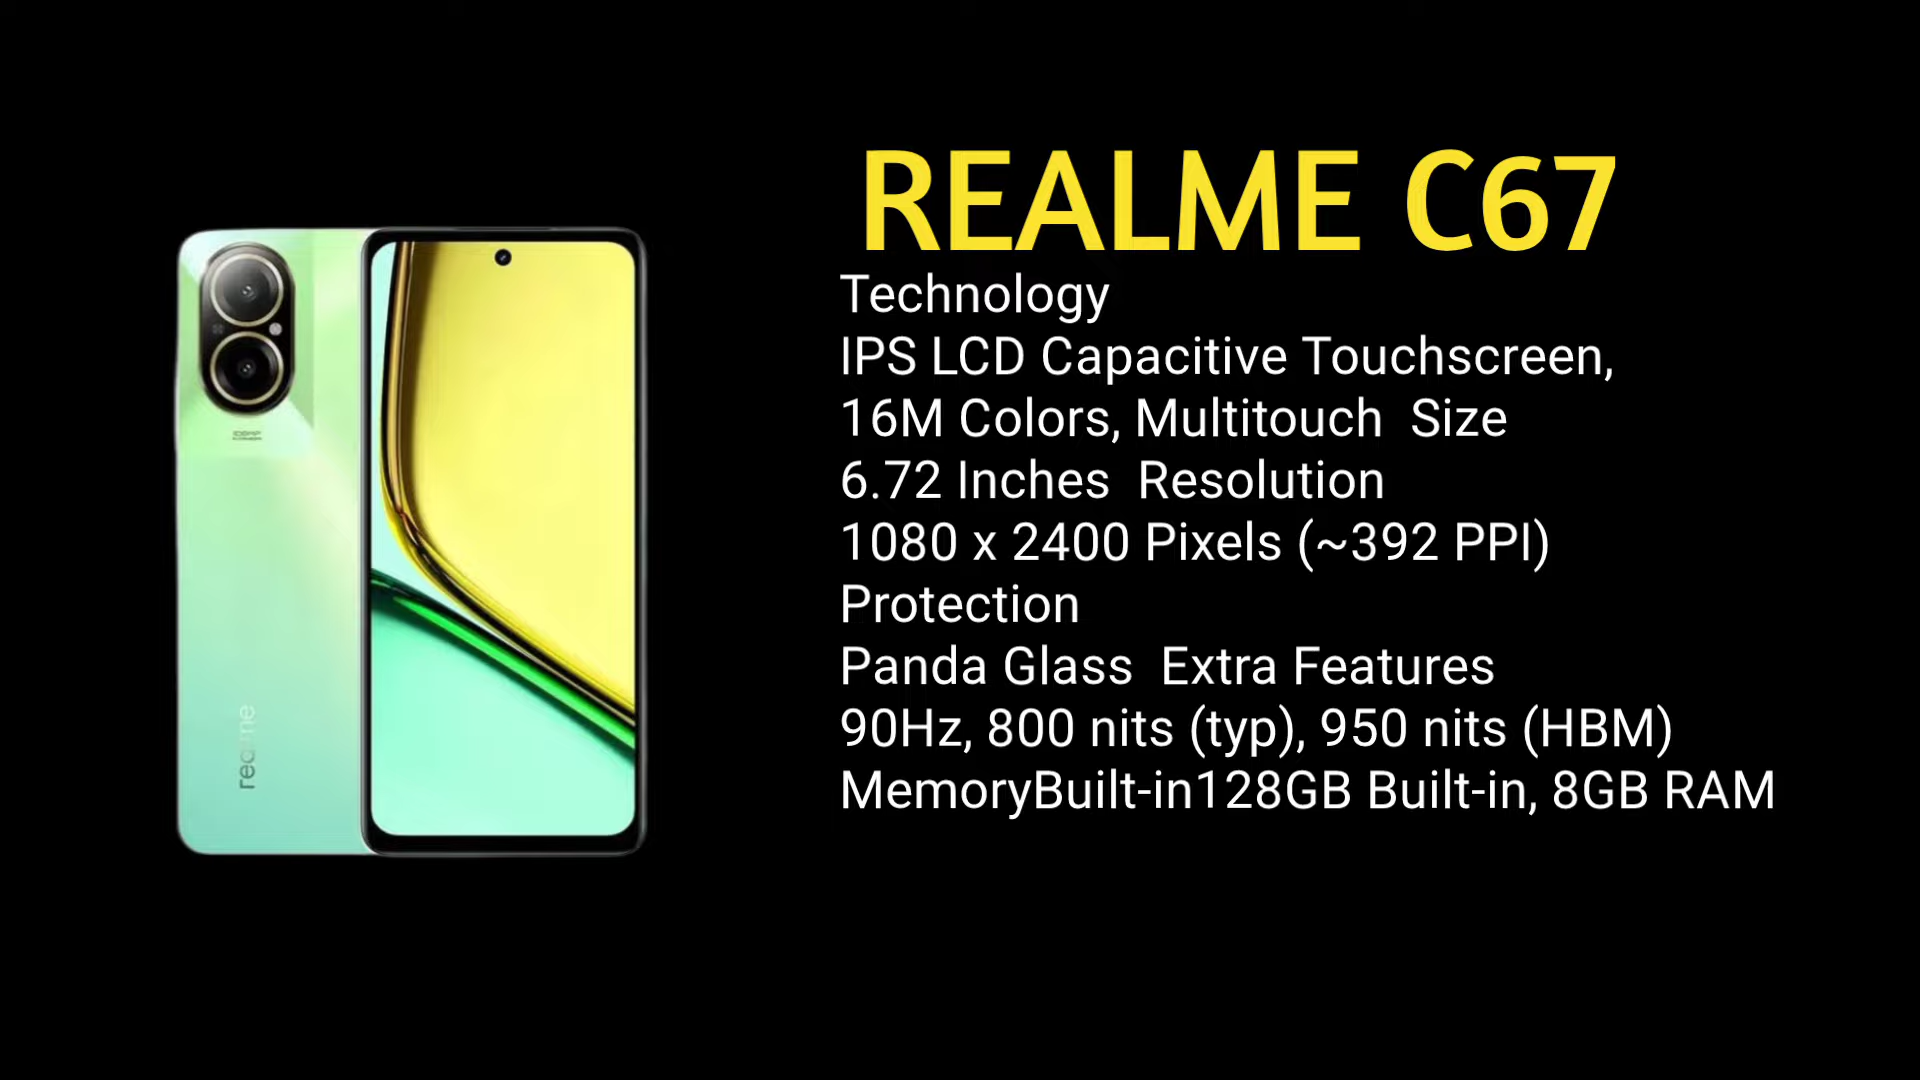 REALME C67
Technology
IPS LCD Capacitive Touchscreen,
16M Colors, Multitouch  Size
6.72 Inches  Resolution
1080 x 2400 Pixels (~392 PPI)
Protection
Panda Glass  Extra Features
90Hz, 800 nits (typ), 950 nits (HBM)
MemoryBuilt-in128GB Built-in, 8GB RAM
realme